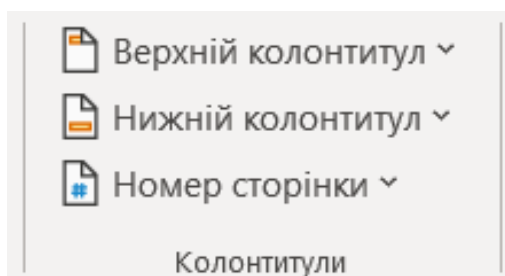 Верхній колонтитул
Нижній колонтитул
# Номер сторінки
Колонтитули